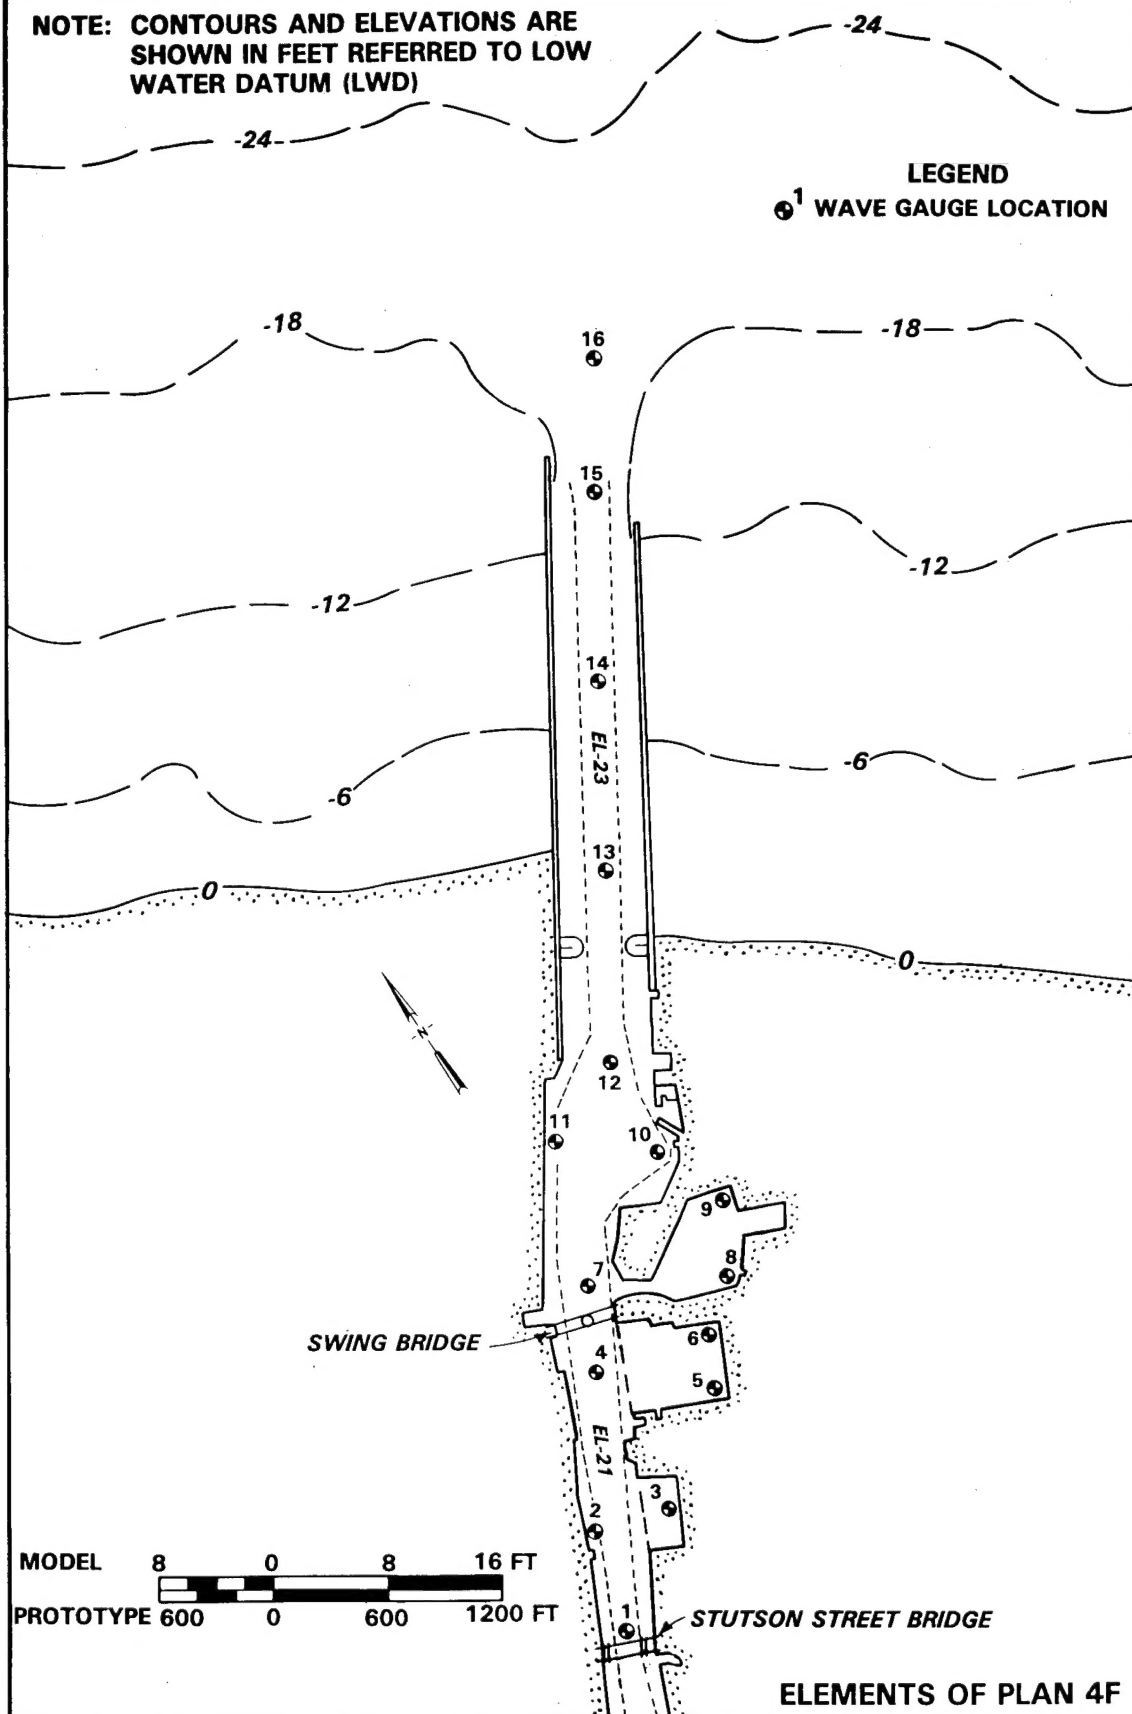 NOTE: CONTOURS AND ELEVATIONS ARE
SHOWN IN FEET REFERRED TO LOW
WATER DATUM (LWD)
-24
-24
LEGEND
1 WAVE GAUGE LOCATION
-18
-18
16
15
-12
-12
14
EL-23
-6
-6
13
0
0
N
12
11
10
9
8
7
SWING BRIDGE
6
4
5
EL-21
3
2
MODEL 8 0 8 16 FT
PROTOTYPE 600 0 600 1200 FT
1
STUTSON STREET BRIDGE
ELEMENTS OF PLAN 4F